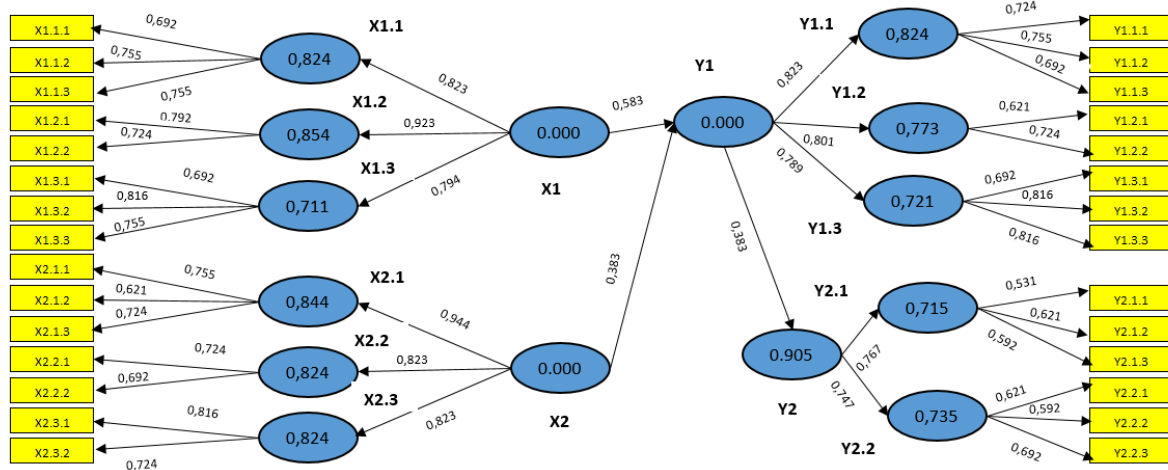 X1.1.1
X1.1.2
X1.1.3
X1.2.1
X1.2.2
X1.3.1
X1.3.2
X1.3.3
X2.1.1
X2.1.2
X2.1.3
X2.2.1
X2.2.2
X2.3.1
X2.3.2
0,692
0,755
0,755
0.792
0,724
0,692
0,816
0,755
0,755
0,621
0,724
0,724
0,692
0,816
0,724
X1.1
0,824
X1.2
0,854
X1.3
0,711
X2.1
0,844
X2.2
0,824
X2.3
0,824
0,823
0,923
0,794
0,944
0,823
0,823
0.000
X1
0.000
X2
0,583
0,383
Y1
0.000
0,383
0.905
Y2
0,823
0,801
0,789
0,767
0,747
Y1.1
0,824
Y1.2
0,773
Y1.3
0,721
Y2.1
0,715
0,735
Y2.2
0,724
0,755
0,692
0,621
0,724
0,692
0,816
0,816
0,531
0,621
0,592
0,621
0,592
0,692
Y1.1.1
Y1.1.2
Y1.1.3
Y1.2.1
Y1.2.2
Y1.3.1
Y1.3.2
Y1.3.3
Y2.1.1
Y2.1.2
Y2.1.3
Y2.2.1
Y2.2.2
Y2.2.3